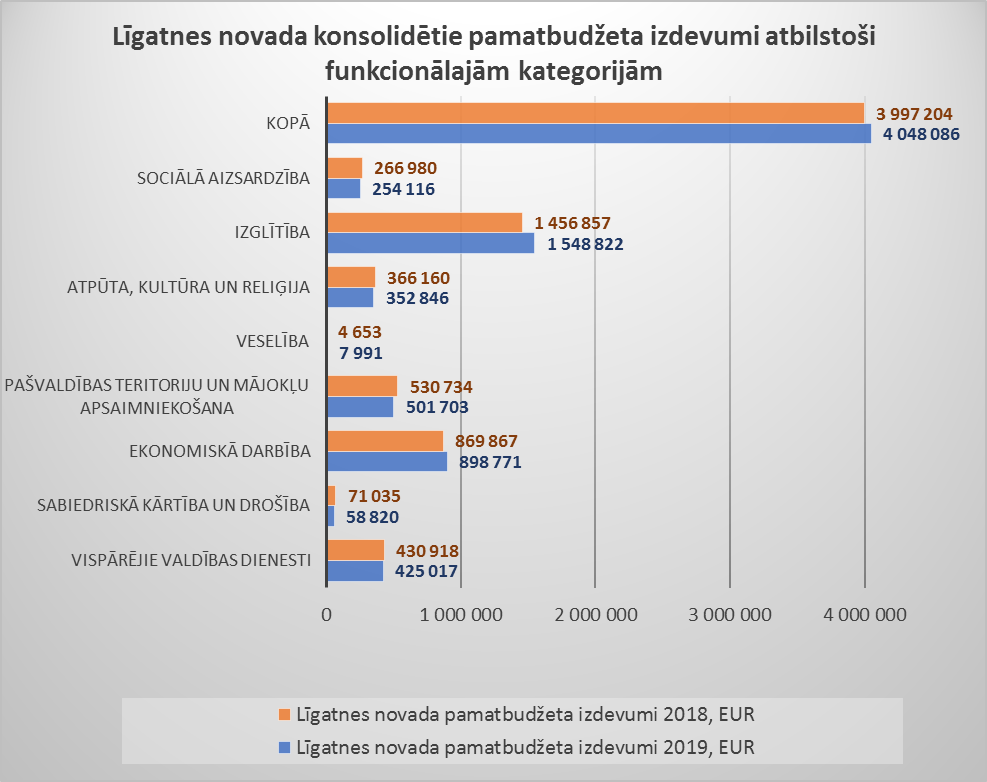 Līgatnes novada konsolidētie pamatbudžeta izdevumi atbilstoši
funkcionālajām kategorijām
KOPĀ
3 997 204
4 048 086
SOCIĀLĀ AIZSARDZĪBA
266 980
254 116
IZGLĪTĪBA
1 456 857
1 548 822
ATPŪTA, KULTŪRA UN RELIĢIJA
366 160
352 846
VESELĪBA
4 653
7 991
PAŠVALDĪBAS TERITORIJU UN MĀJOKĻU
APSAIMNIEKOŠANA
530 734
501 703
EKONOMISKĀ DARBĪBA
869 867
898 771
SABIEDRISKĀ KĀRTĪBA UN DROŠĪBA
71 035
58 820
VISPĀRĒJIE VALDĪBAS DIENESTI
430 918
425 017
0 1 000 000 2 000 000 3 000 000 4 000 000
Līgatnes novada pamatbudžeta izdevumi 2018, EUR
Līgatnes novada pamatbudžeta izdevumi 2019, EUR